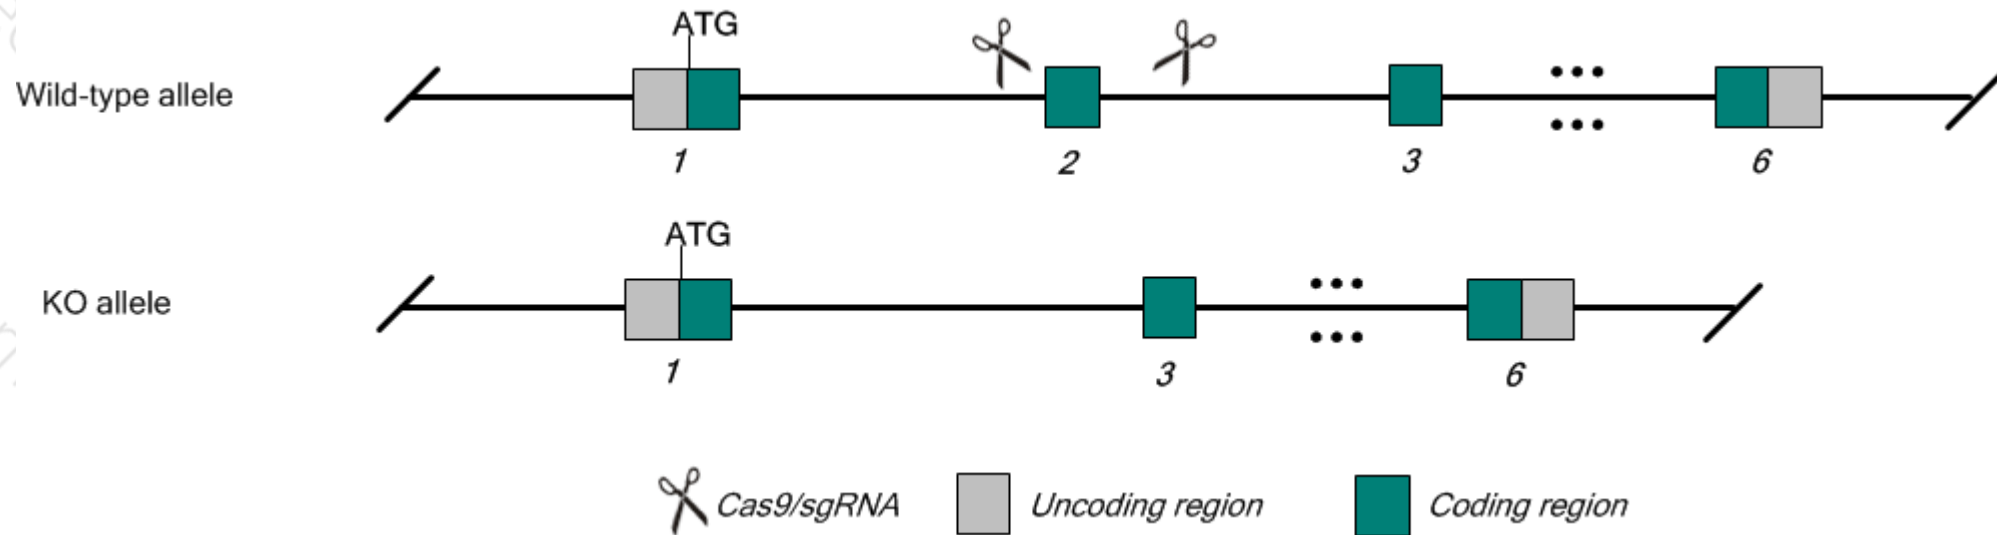 ATG
Wild-type allele
1 2 3 6
ATG
KO allele
1 3 6
Cas9/sgRNA Uncoding region Coding region